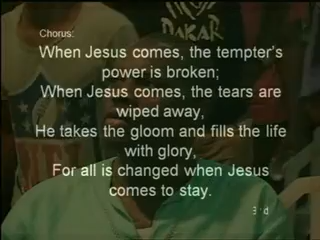 DAKAR
Chorus:
When Jesus comes, the tempter's
power is broken;
When Jesus comes, the tears are
wiped away,
He takes the gloom and fills the life
with glory,
For all is changed when Jesus
comes to stay.